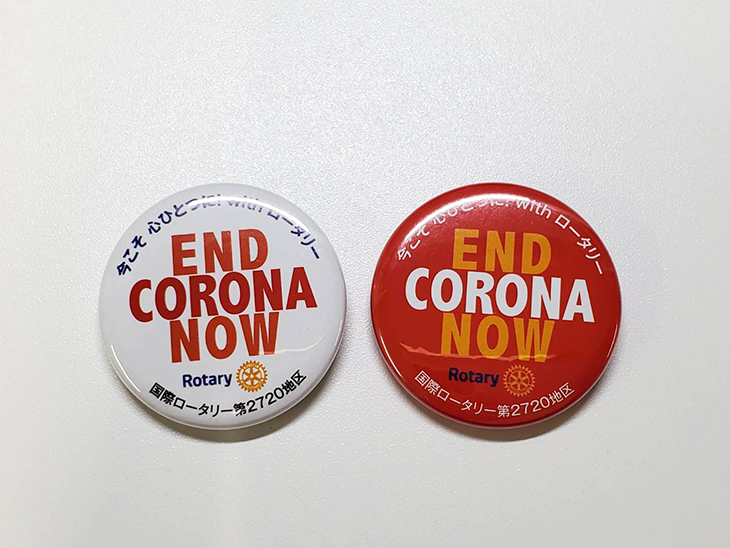 今こそ 心ひとつに! with ロータリー
END
CORONA
NOW
Rotary
国際ロータリー第2720地区
今こそ 心ひとつに! with ロータリー
END
CORONA
NOW
Rotary
国際ロータリー第2720地区